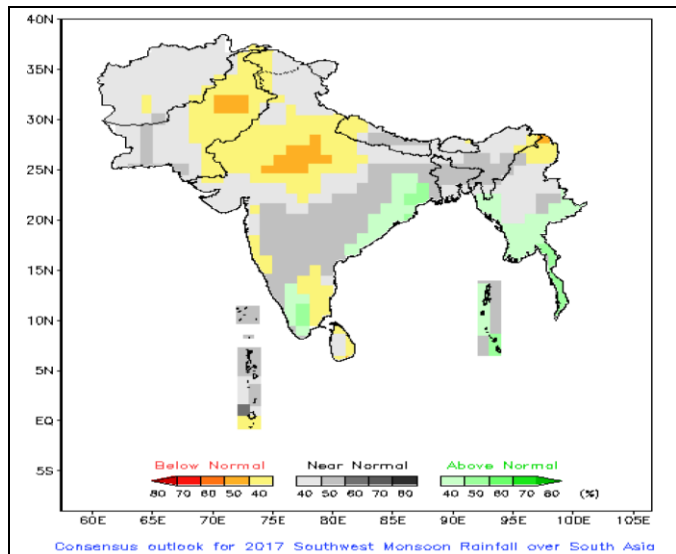 40N
35N
30N
25N
20N
15N
10N
5N
EQ
5S
Below Normal Near Normal Above Normal
80 70 60 50 40 40 50 60 70 80 40 50 60 70 80 (%)
60E 65E 70E 75E 80E 85E 90E 95E 100E 105E
Consensus outlook for 2017 Southwest Monsoon Rainfall over South Asia